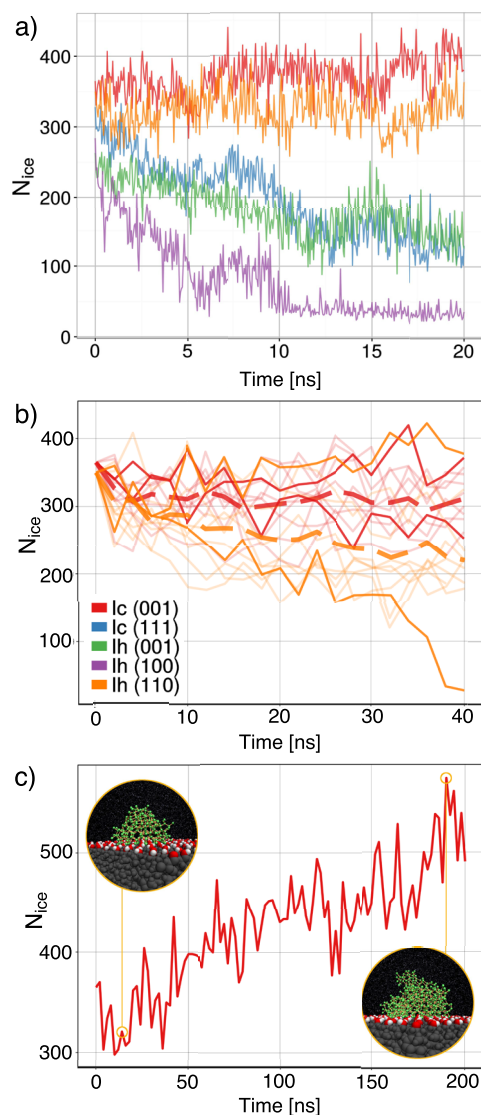 a)
400
300
200
100
0
N_ice
0 5 10 15 20
Time [ns]
b)
400
300
200
100
N_ice
Ic (001)
Ic (111)
Ih (001)
Ih (100)
Ih (110)
0 10 20 30 40
Time [ns]
c)
500
400
300
N_ice
0 50 100 150 200
Time [ns]